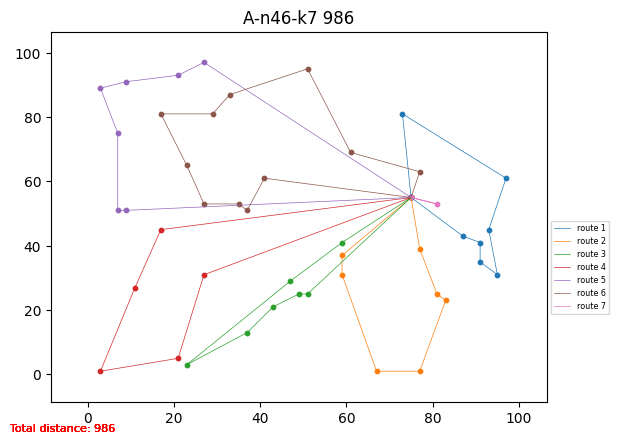 A-n46-k7 986
100
80
60
40
20
0
0 20 40 60 80 100
route 1
route 2
route 3
route 4
route 5
route 6
route 7
Total distance: 986